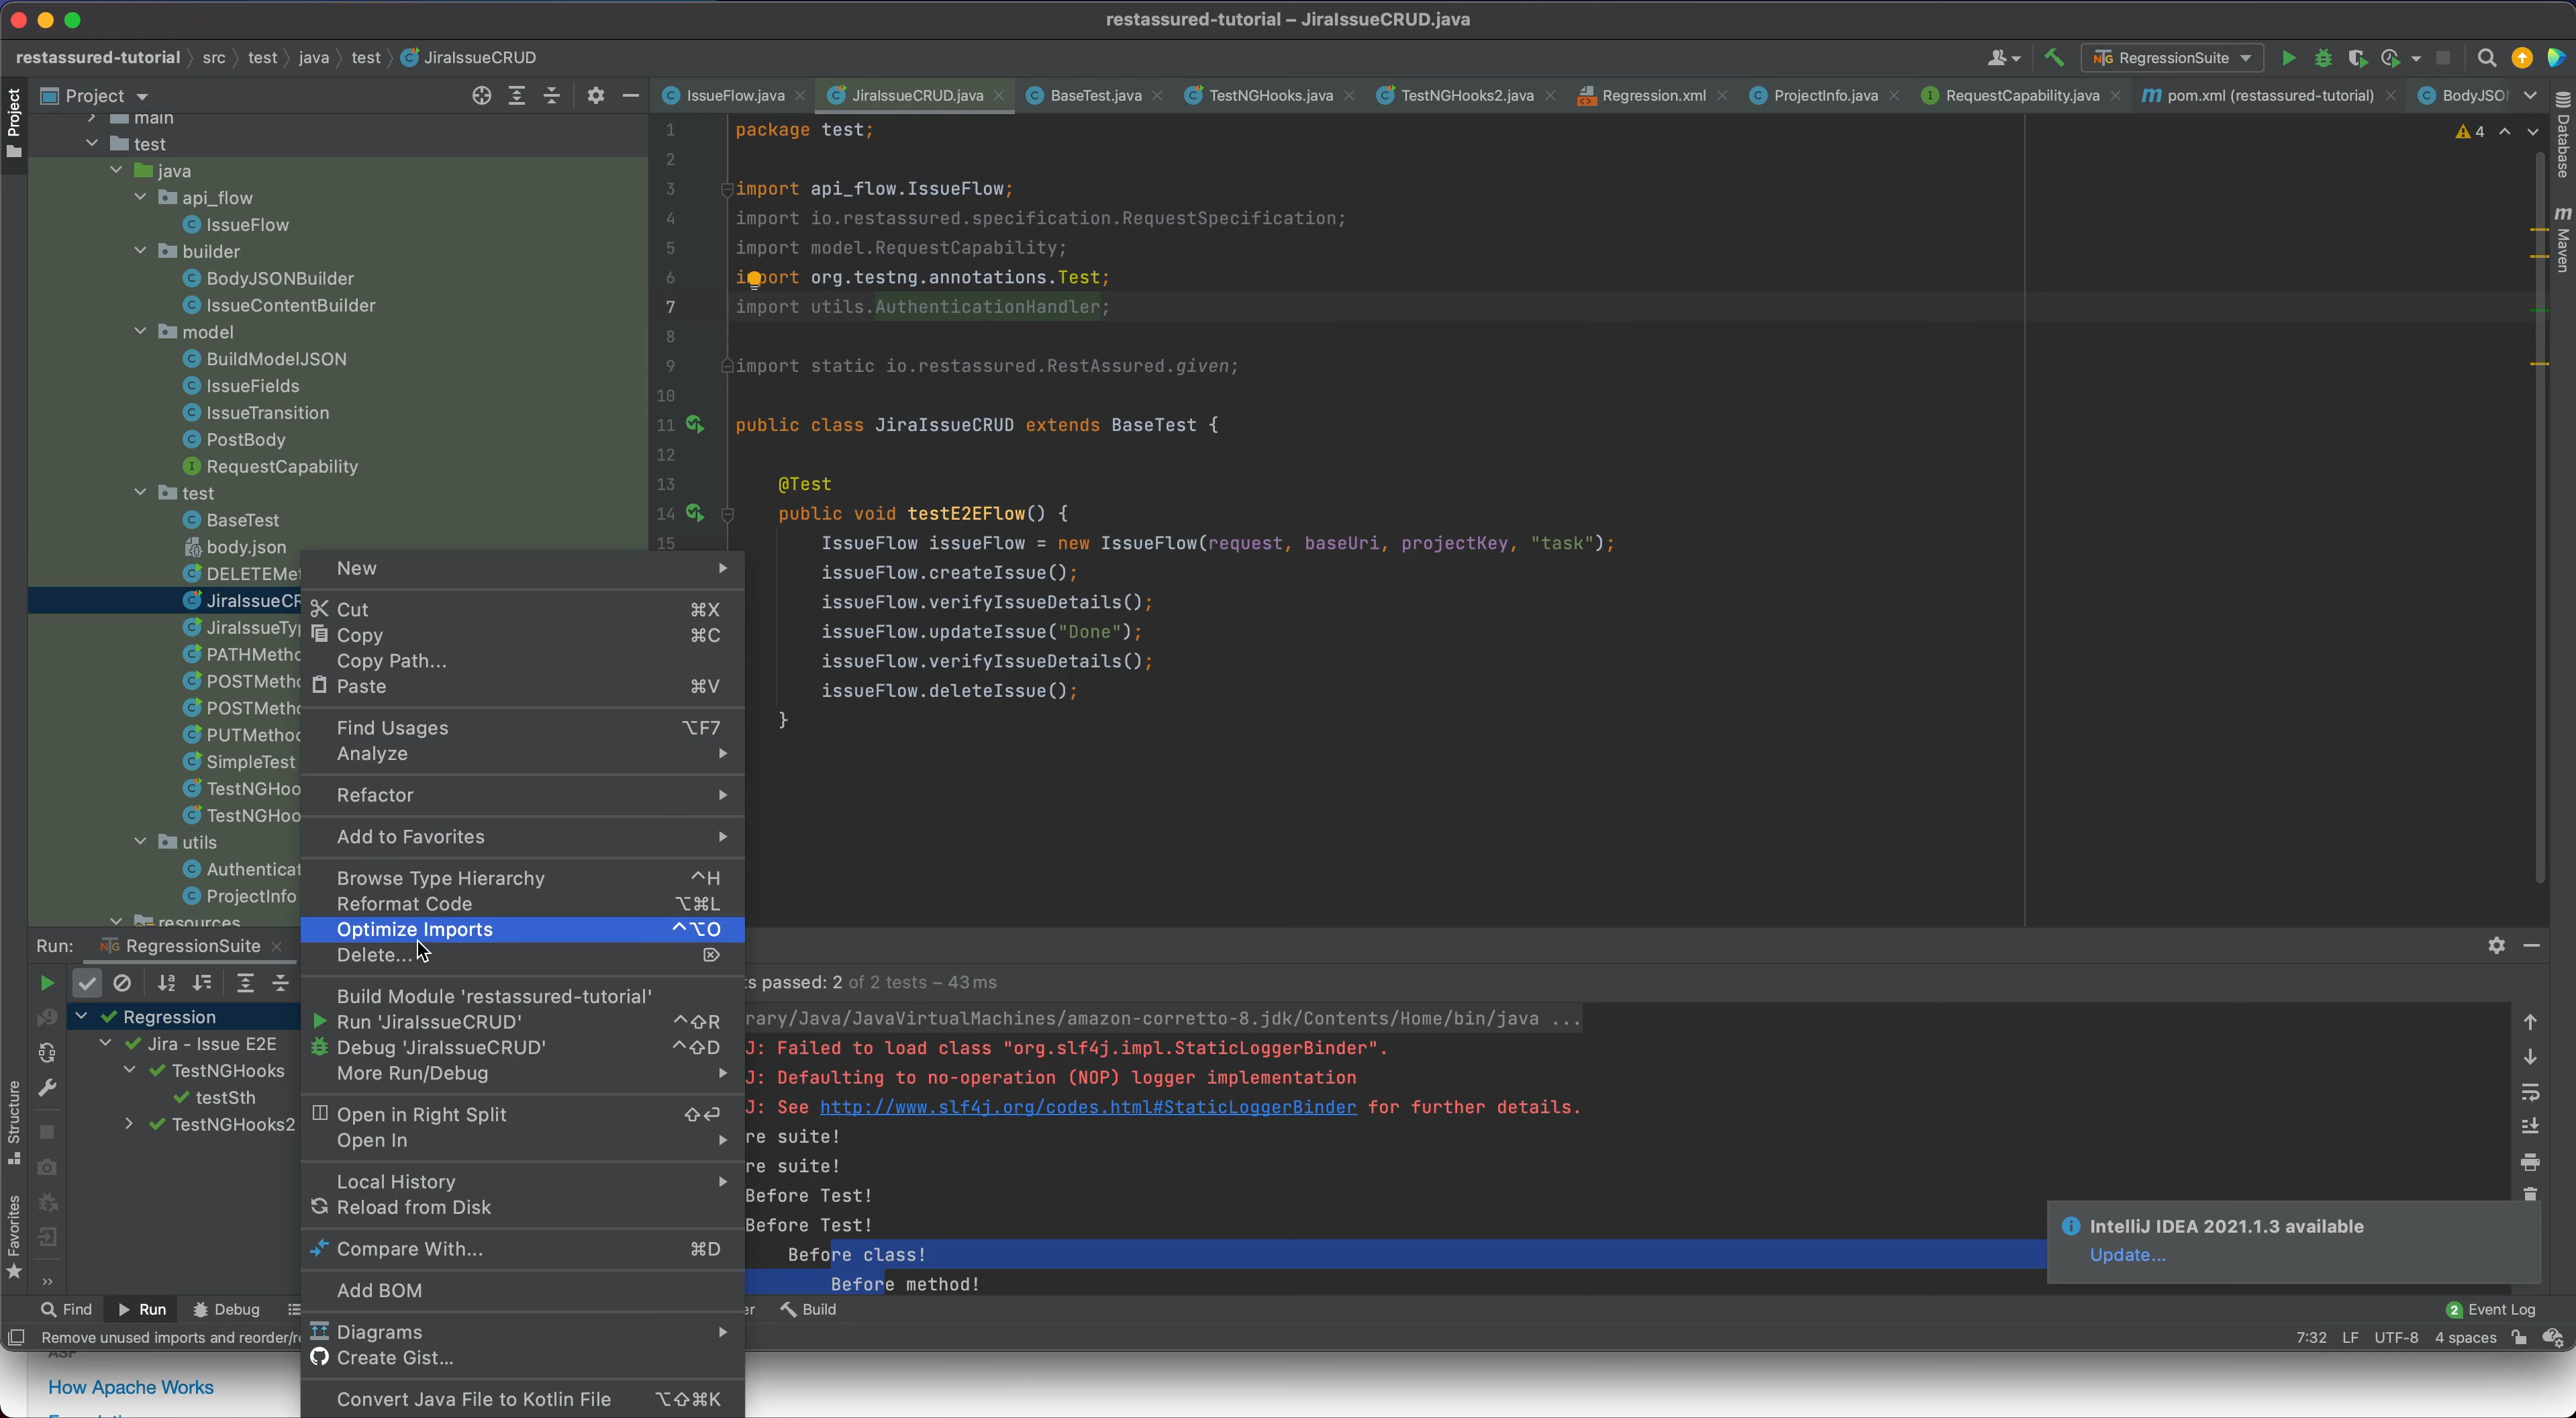 restassured-tutorial – JiraIssueCRUD.java
restassured-tutorial 〉 src 〉 test 〉 java 〉 test 〉 JiraIssueCRUD
RegressionSuite
Project
IssueFlow.java
JiraIssueCRUD.java
BaseTest.java
TestNGHooks.java
TestNGHooks2.java
Regression.xml
ProjectInfo.java
RequestCapability.java
pom.xml (restassured-tutorial)
BodyJSO
Project
Structure
Favorites
Database
Maven
main
test
java
api_flow
IssueFlow
builder
BodyJSONBuilder
IssueContentBuilder
model
BuildModelJSON
IssueFields
IssueTransition
PostBody
RequestCapability
test
BaseTest
body.json
DELETEMet
JiraIssueCR
JiraIssueTy
PATHMetho
POSTMetho
POSTMetho
PUTMethod
SimpleTest
TestNGHoo
TestNGHoo
utils
Authenticat
ProjectInfo
resources
4
1 package test;
2
3 import api_flow.IssueFlow;
4 import io.restassured.specification.RequestSpecification;
5 import model.RequestCapability;
6 import org.testng.annotations.Test;
7 import utils.AuthenticationHandler;
8
9 import static io.restassured.RestAssured.given;
10
11 public class JiraIssueCRUD extends BaseTest {
12
13 @Test
14 public void testE2EFlow() {
15 IssueFlow issueFlow = new IssueFlow(request, baseUri, projectKey, "task");
issueFlow.createIssue();
issueFlow.verifyIssueDetails();
issueFlow.updateIssue("Done");
issueFlow.verifyIssueDetails();
issueFlow.deleteIssue();
}
New
Cut ⌘X
Copy ⌘C
Copy Path...
Paste ⌘V
Find Usages ⌥F7
Analyze
Refactor
Add to Favorites
Browse Type Hierarchy ^H
Reformat Code ⌥⌘L
Optimize Imports ^⌥O
Delete... ⌦
Build Module 'restassured-tutorial'
Run 'JiraIssueCRUD' ^⇧R
Debug 'JiraIssueCRUD' ^⇧D
More Run/Debug
Open in Right Split ⇧⏎
Open In
Local History
Reload from Disk
Compare With... ⌘D
Add BOM
Diagrams
Create Gist...
Convert Java File to Kotlin File ⌥⇧⌘K
Run: RegressionSuite
Regression
Jira - Issue E2E
TestNGHooks
testSth
TestNGHooks2
ts passed: 2 of 2 tests – 43 ms
rary/Java/JavaVirtualMachines/amazon-corretto-8.jdk/Contents/Home/bin/java ...
J: Failed to load class "org.slf4j.impl.StaticLoggerBinder".
J: Defaulting to no-operation (NOP) logger implementation
J: See http://www.slf4j.org/codes.html#StaticLoggerBinder for further details.
re suite!
re suite!
Before Test!
Before Test!
Before class!
Before method!
IntelliJ IDEA 2021.1.3 available
Update...
Find Run Debug
er Build
2 Event Log
Remove unused imports and reorder/re
7:32 LF UTF-8 4 spaces
ASF
How Apache Works